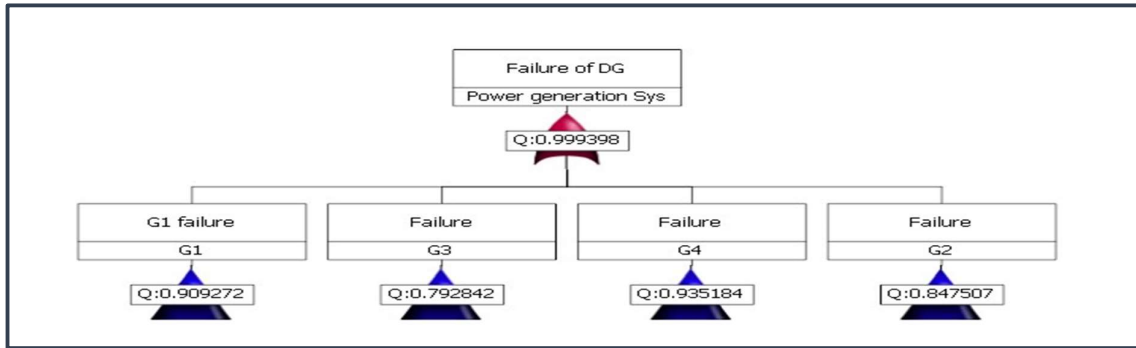 Failure of DG
Power generation Sys
Q:0.999398
G1 failure
G1
Q:0.909272
Failure
G3
Q:0.792842
Failure
G4
Q:0.935184
Failure
G2
Q:0.847507